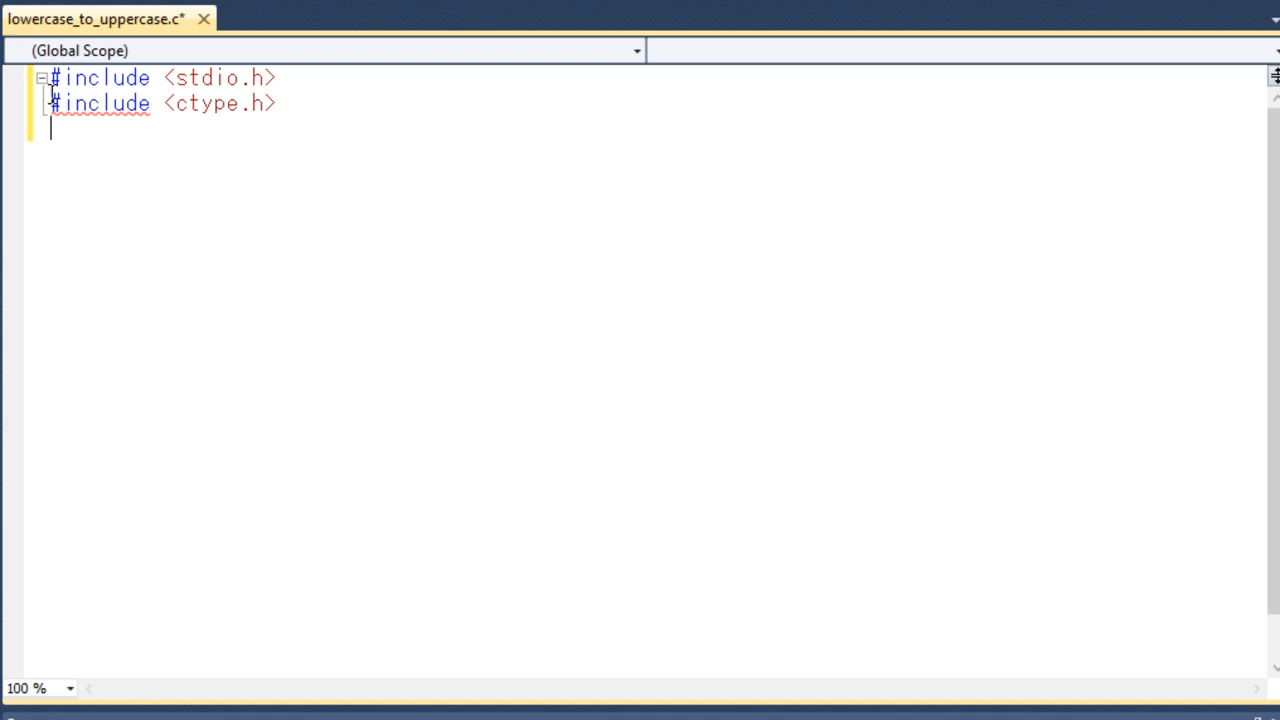 lowercase_to_uppercase.c*
(Global Scope)
#include <stdio.h>
#include <ctype.h>
100 %